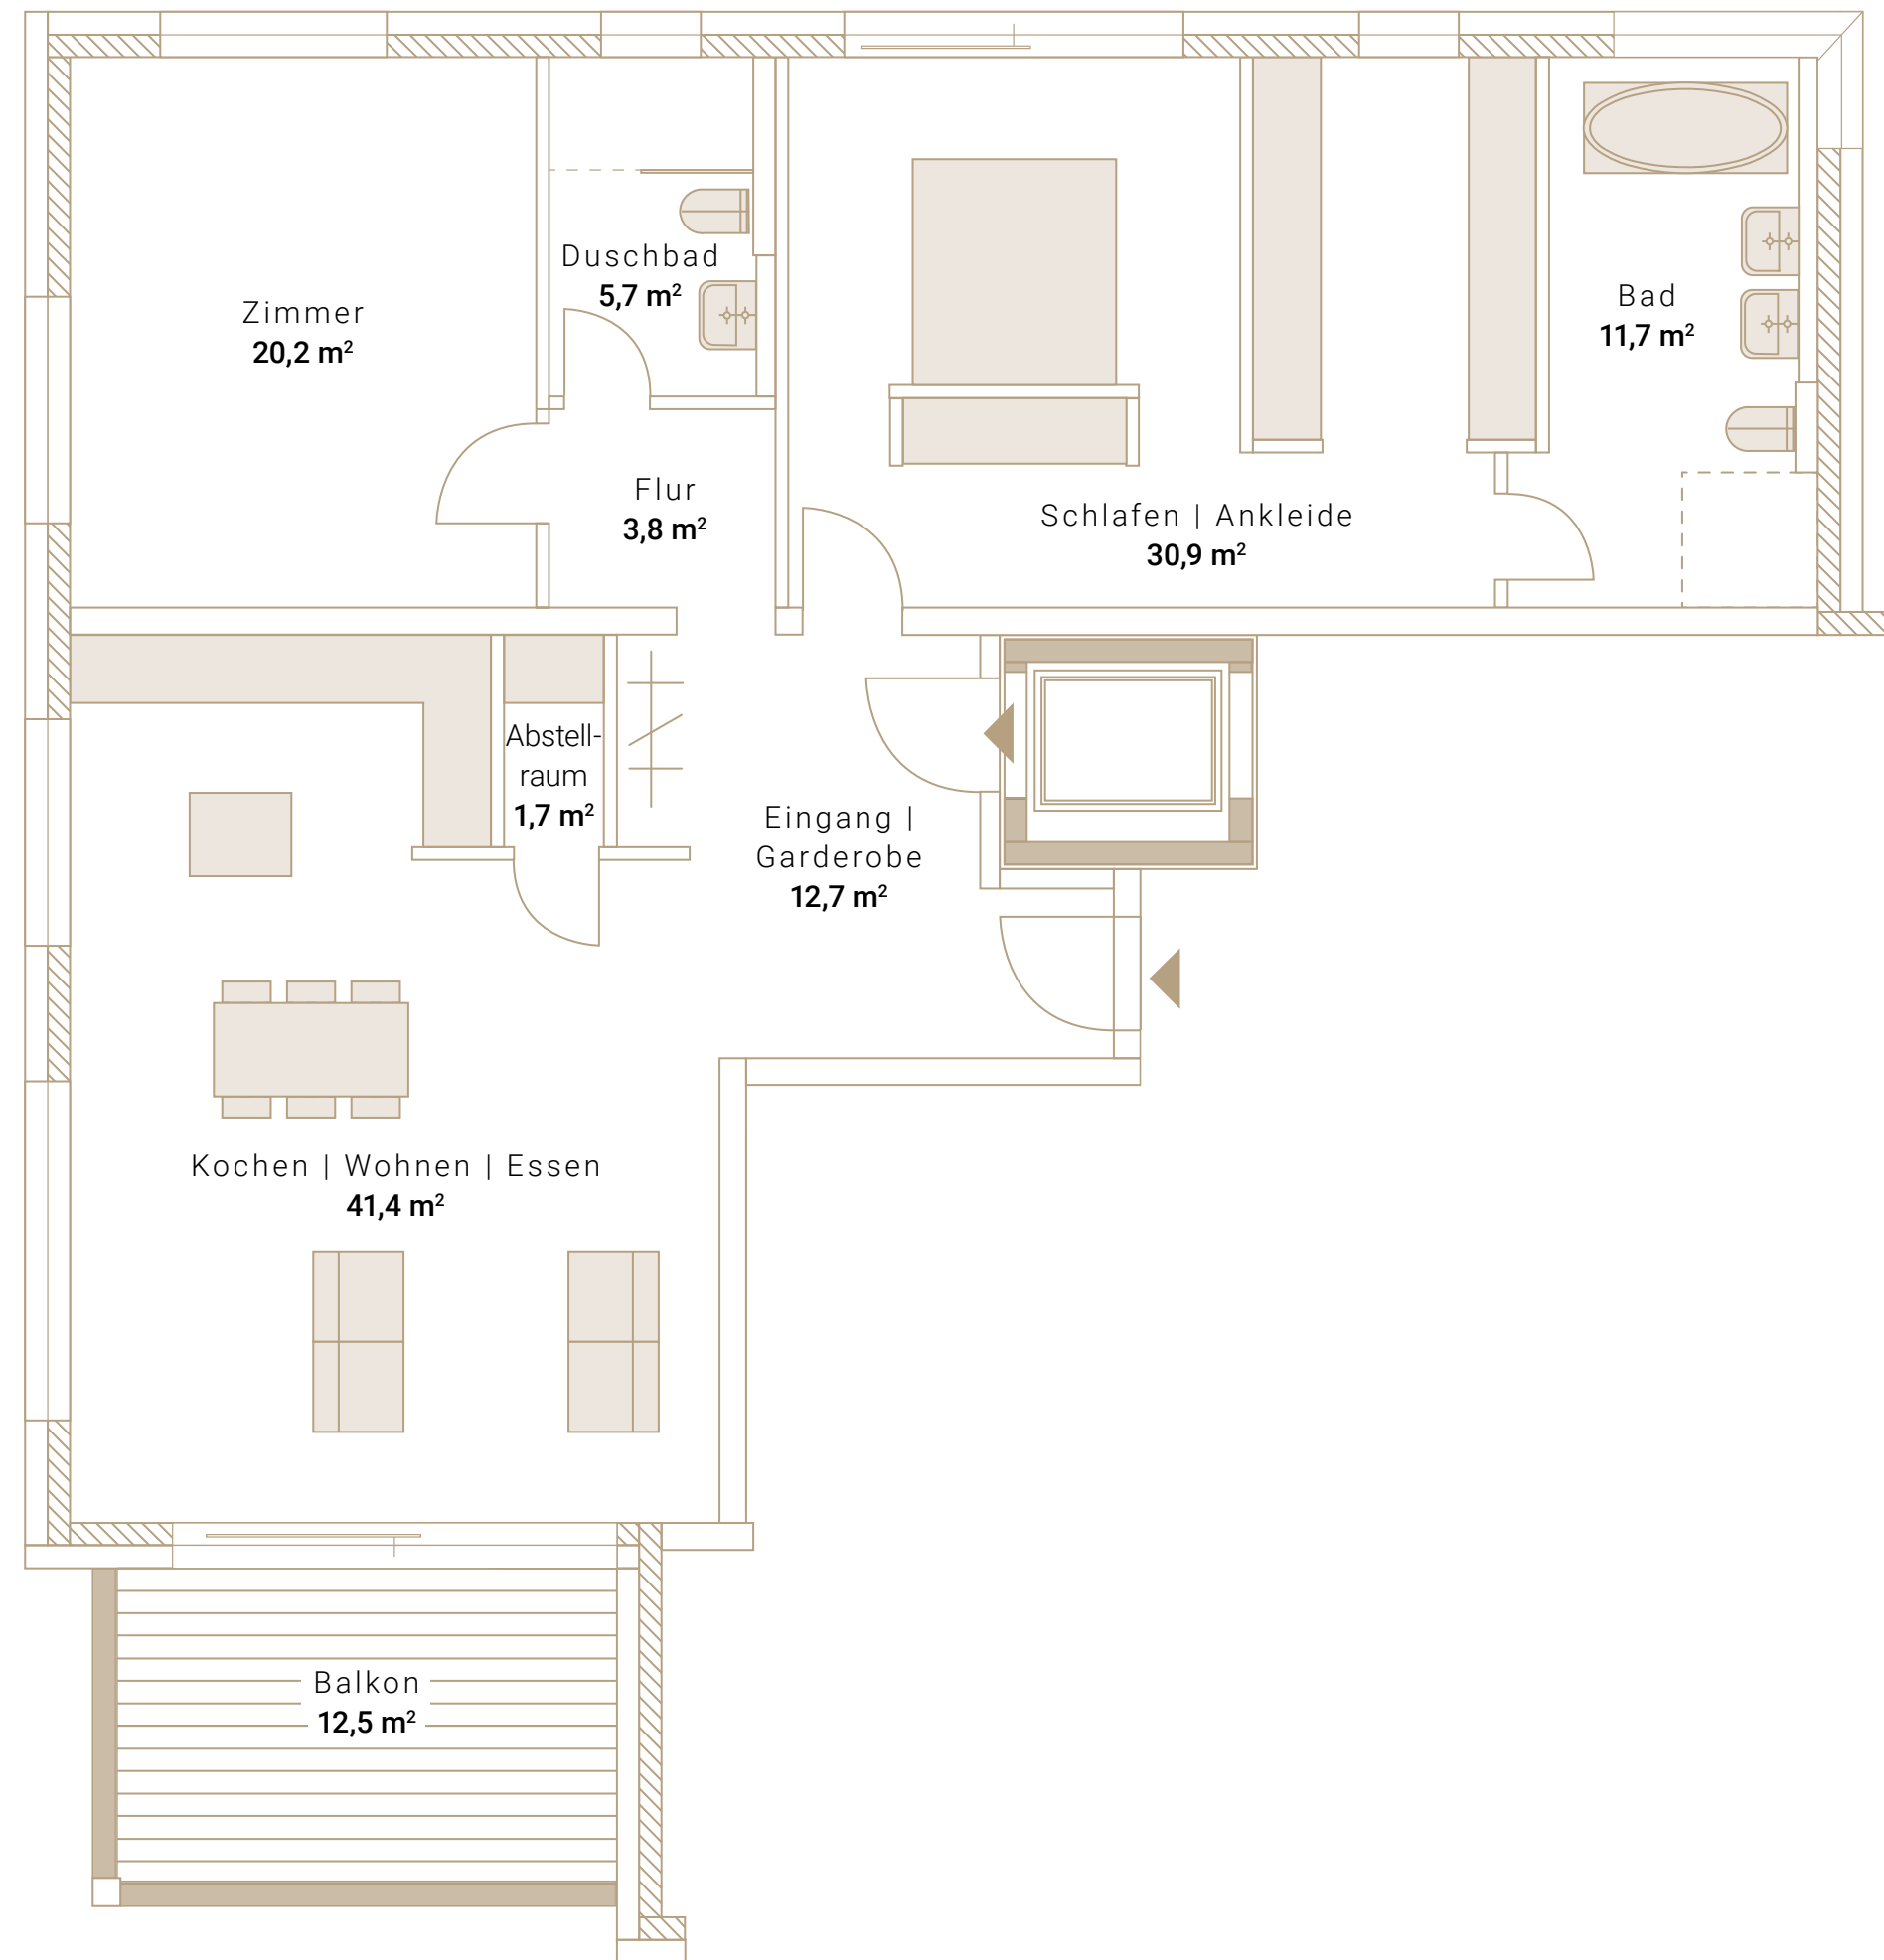 Duschbad
5,7 m²
Zimmer
20,2 m²
Bad
11,7 m²
Flur
3,8 m²
Schlafen | Ankleide
30,9 m²
Abstell-
raum
1,7 m²
Eingang |
Garderobe
12,7 m²
Kochen | Wohnen | Essen
41,4 m²
Balkon
12,5 m²